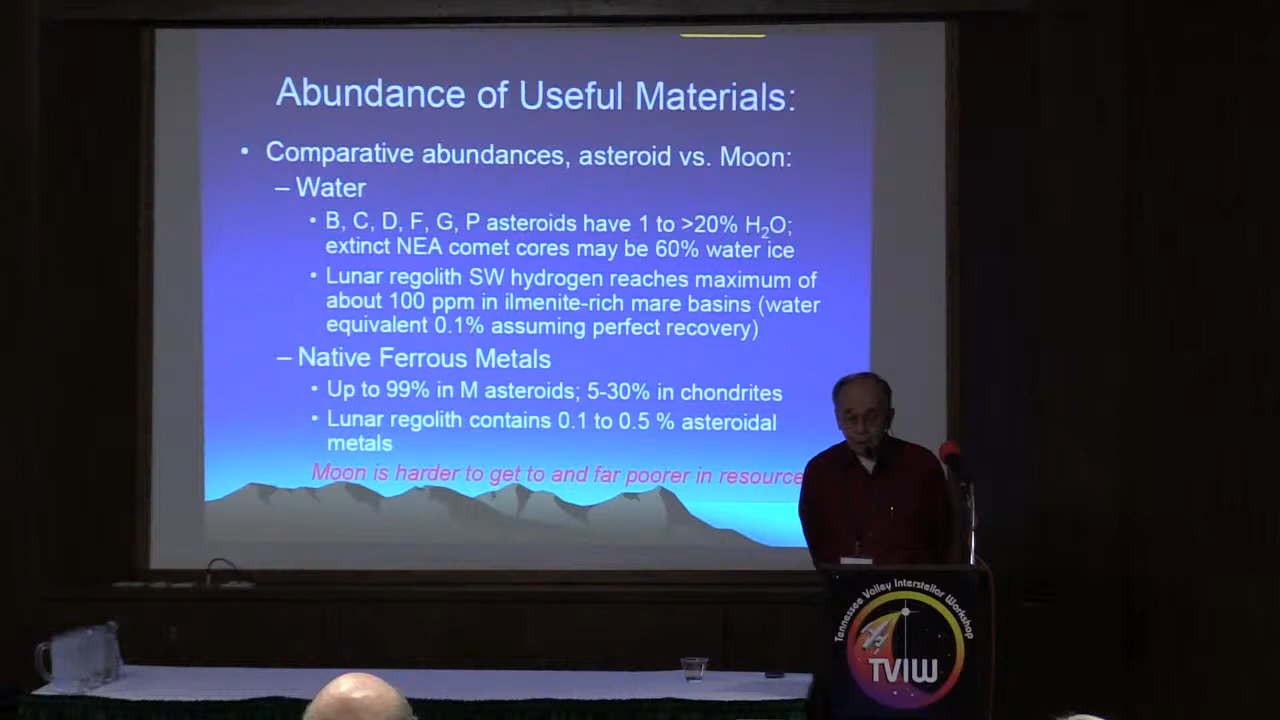 Abundance of Useful Materials:
• Comparative abundances, asteroid vs. Moon:
– Water
• B, C, D, F, G, P asteroids have 1 to >20% H₂O;
extinct NEA comet cores may be 60% water ice
• Lunar regolith SW hydrogen reaches maximum of
about 100 ppm in ilmenite-rich mare basins (water
equivalent 0.1% assuming perfect recovery)
– Native Ferrous Metals
• Up to 99% in M asteroids; 5-30% in chondrites
• Lunar regolith contains 0.1 to 0.5 % asteroidal
metals
Moon is harder to get to and far poorer in resource
Tennessee Valley Interstellar Workshop
TVIW